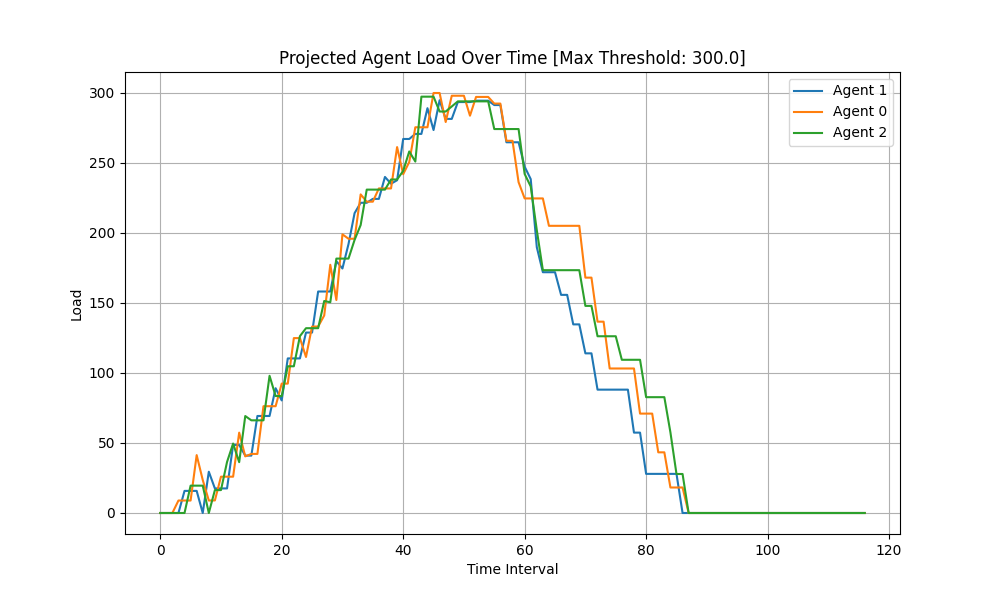 Projected Agent Load Over Time [Max Threshold: 300.0]
Agent 1
Agent 0
Agent 2
Load
300
250
200
150
100
50
0
0 20 40 60 80 100 120
Time Interval